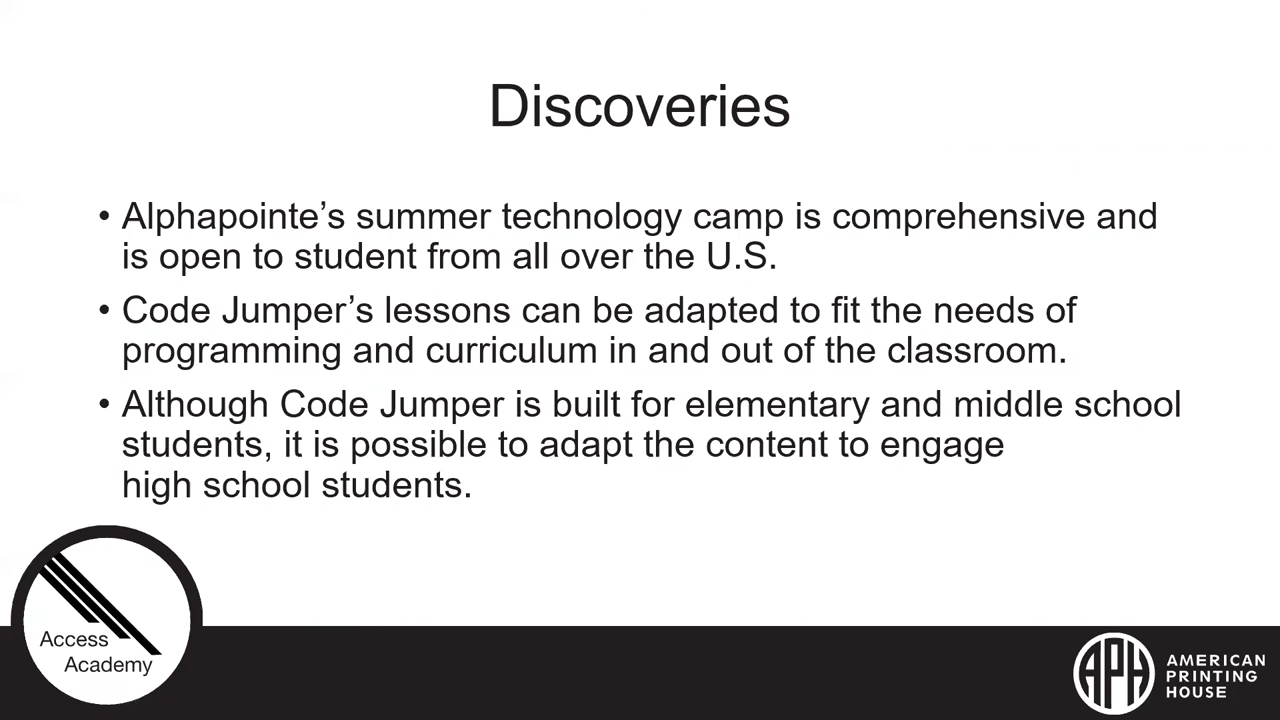 Discoveries
• Alphapointe’s summer technology camp is comprehensive and
is open to student from all over the U.S.
• Code Jumper’s lessons can be adapted to fit the needs of
programming and curriculum in and out of the classroom.
• Although Code Jumper is built for elementary and middle school
students, it is possible to adapt the content to engage
high school students.
Access
Academy
APH
AMERICAN
PRINTING
HOUSE